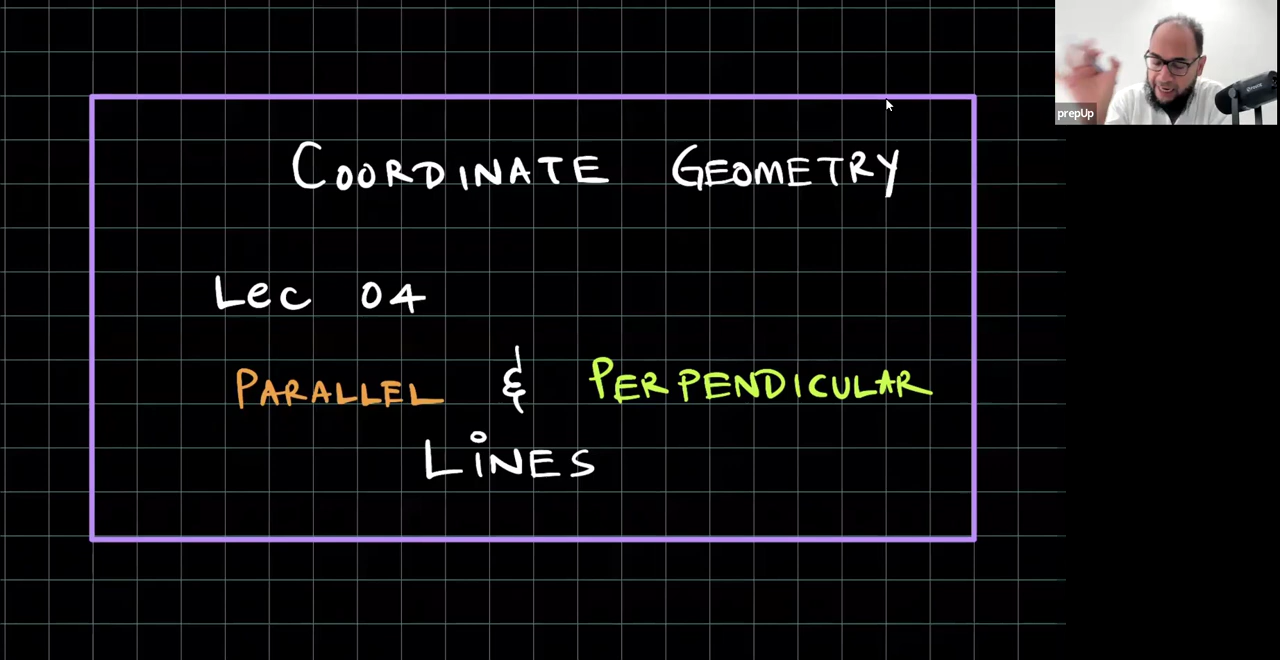 COORDINATE GEOMETRY
Lec 04
PARALLEL & PERPENDICULAR
LiNES
prepUp